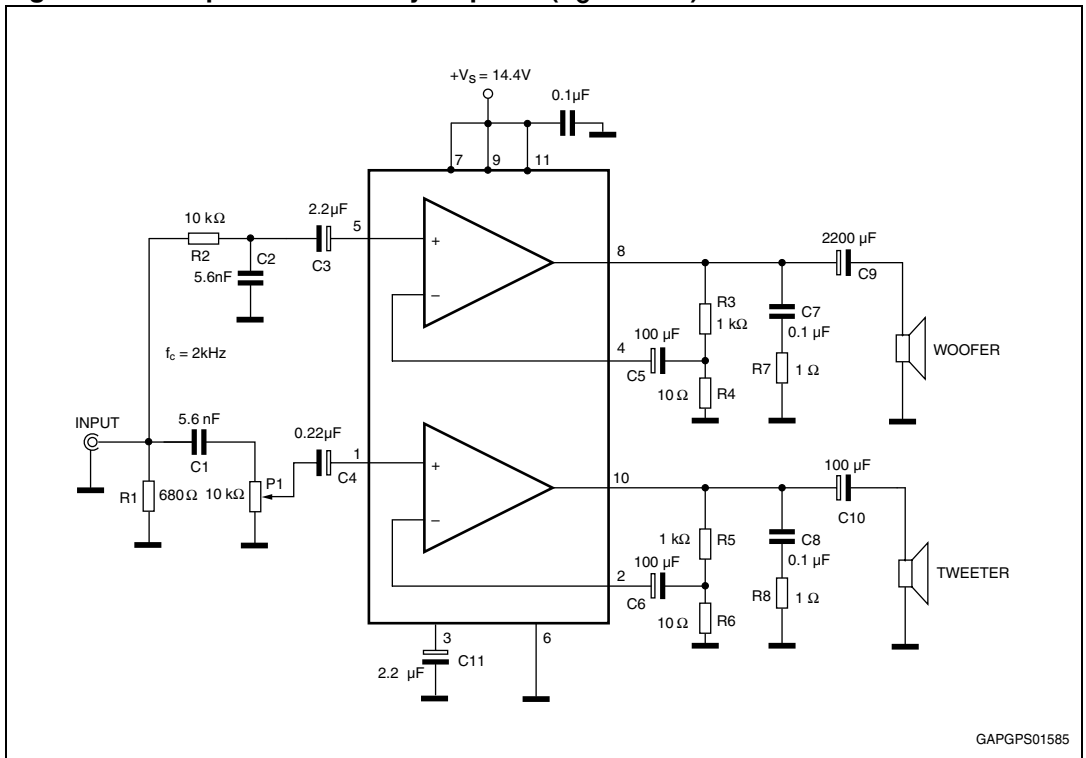 +VS = 14.4V
0.1µF
7 9 11
10 kΩ
R2
C2
5.6nF
2.2µF
C3
5
+
–
8
4
fc = 2kHz
100 µF
C5
R3
1 kΩ
10 Ω
R4
C7
0.1 µF
R7
1 Ω
2200 µF
C9
WOOFER
INPUT
5.6 nF
C1
R1
680 Ω
10 kΩ
P1
0.22µF
C4
1
+
–
10
2
100 µF
C6
1 kΩ
R5
10 Ω
R6
C8
0.1 µF
R8
1 Ω
100 µF
C10
TWEETER
3
6
2.2 µF
C11
GAPGPS01585